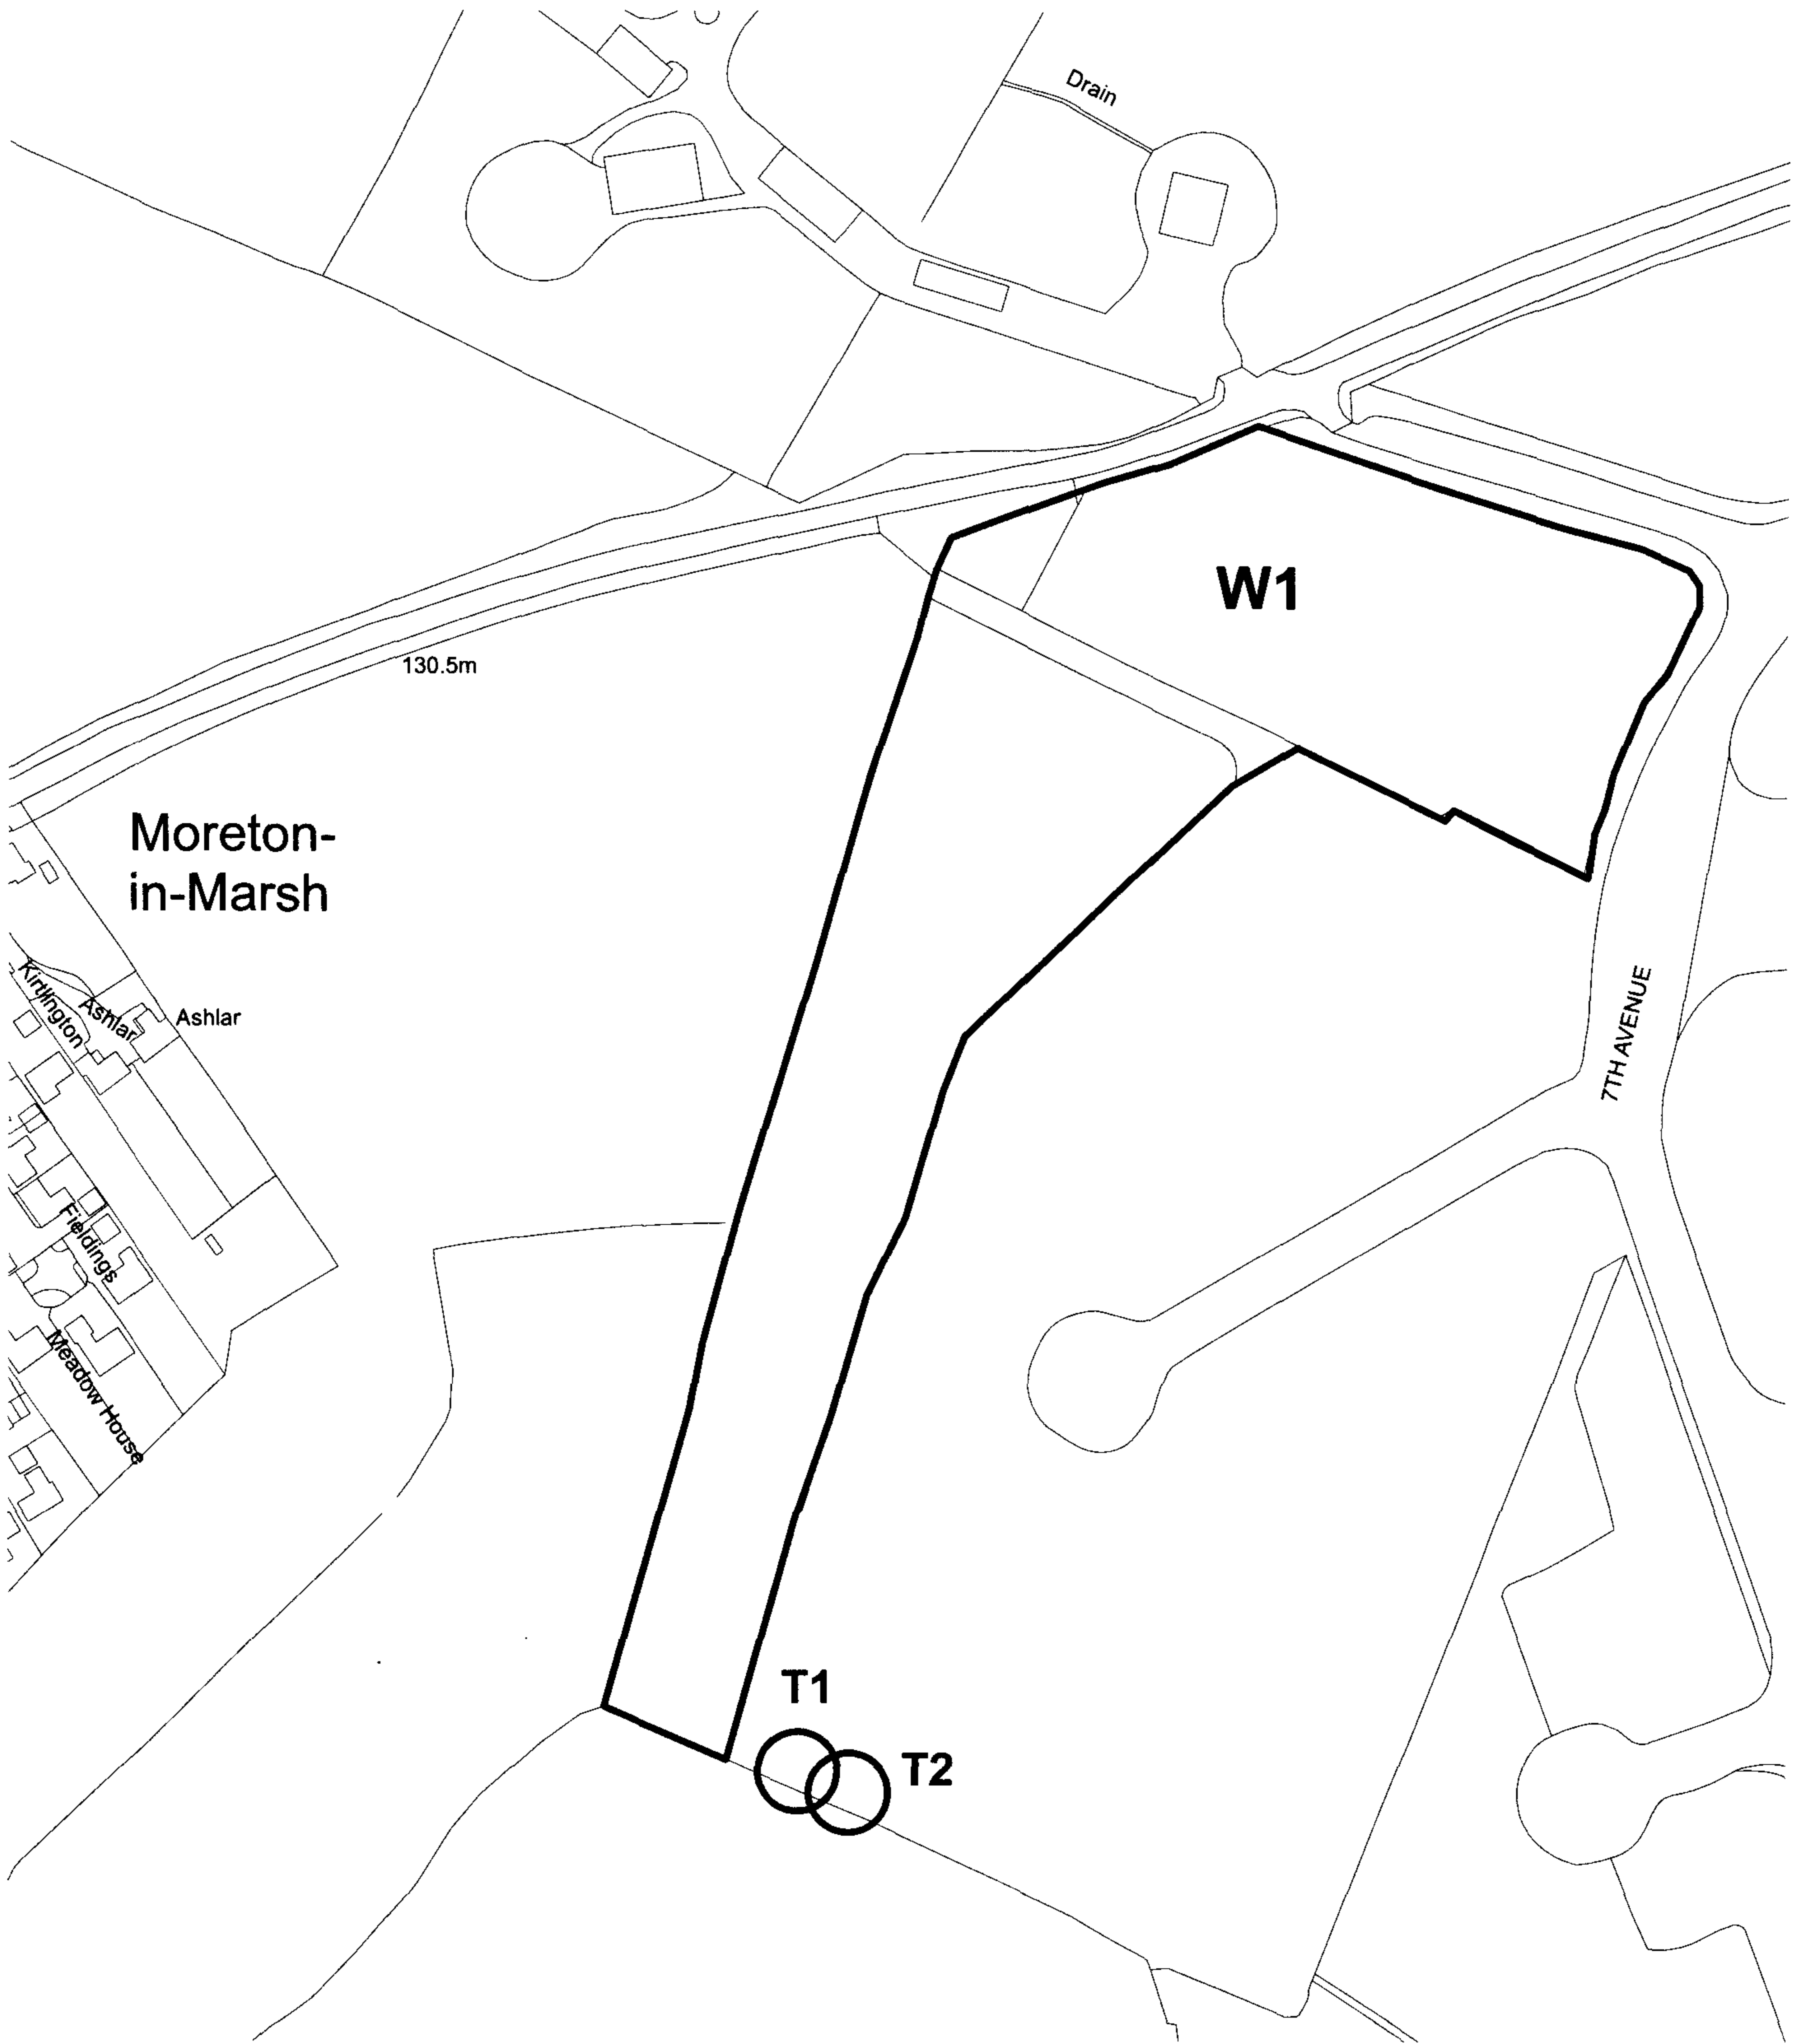 Drain
W1
130.5m
Moreton-
in-Marsh
Kirtlington
Ashlar
Ashlar
7TH AVENUE
Fieldings
Meadow House
T1
T2